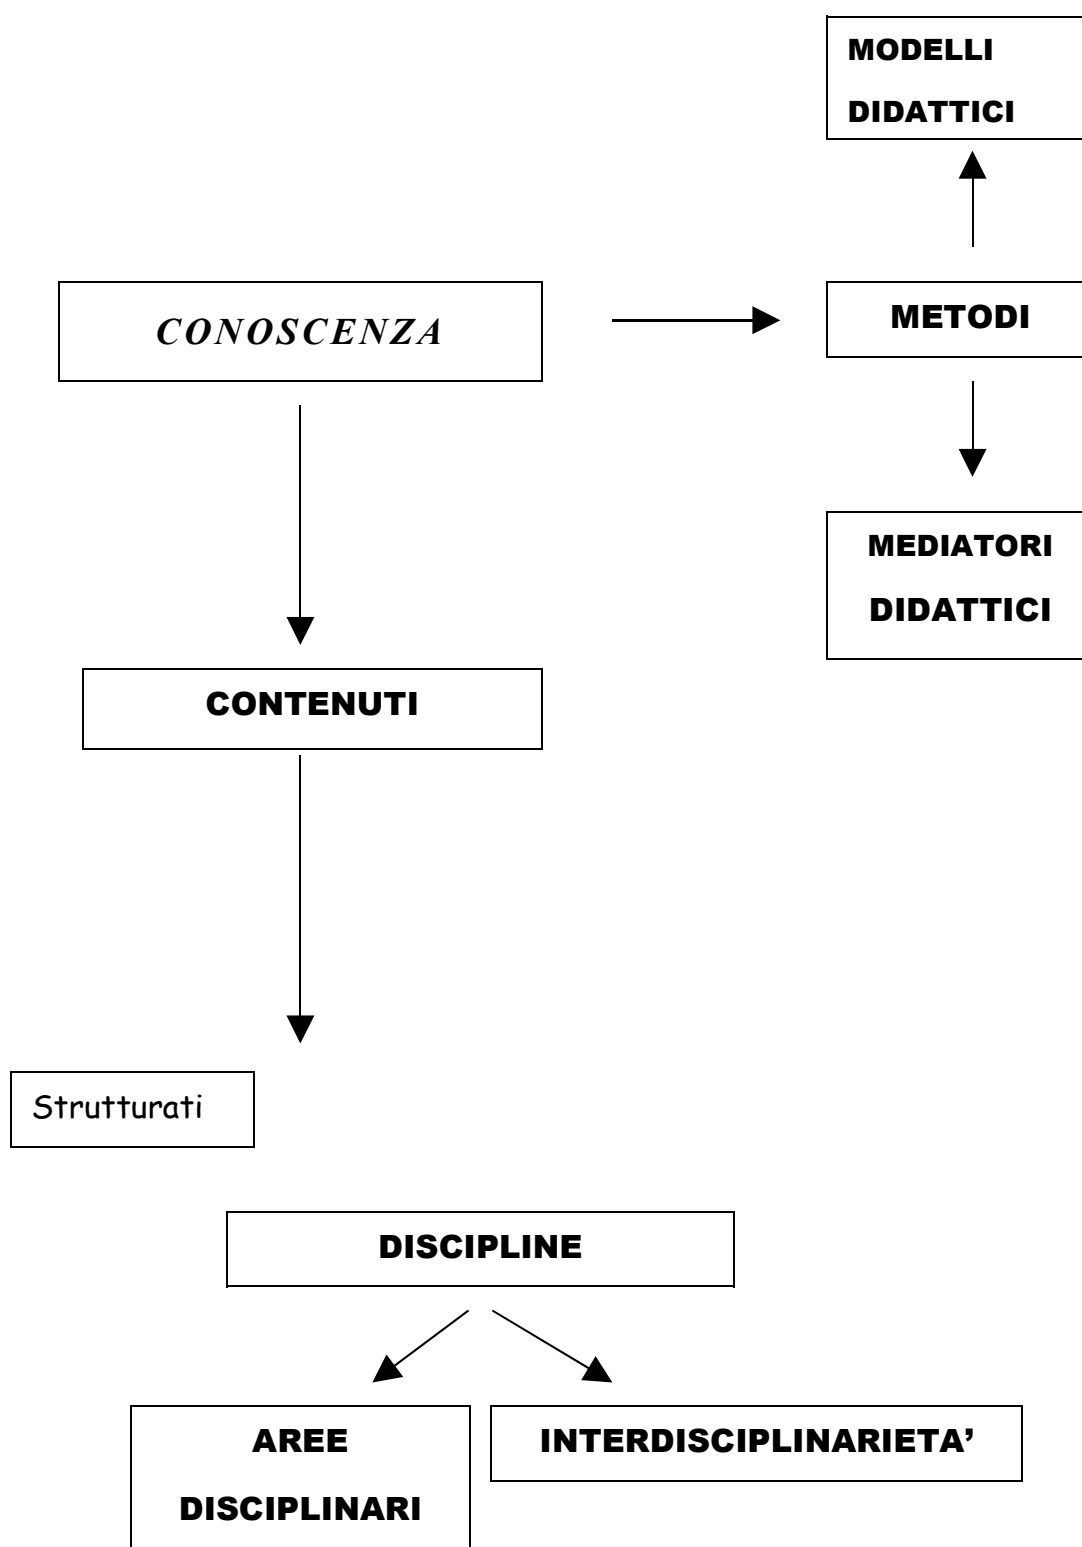 MODELLI
DIDATTICI
CONOSCENZA
METODI
MEDIATORI
DIDATTICI
CONTENUTI
Strutturati
DISCIPLINE
AREE
DISCIPLINARI
INTERDISCIPLINARIETA’